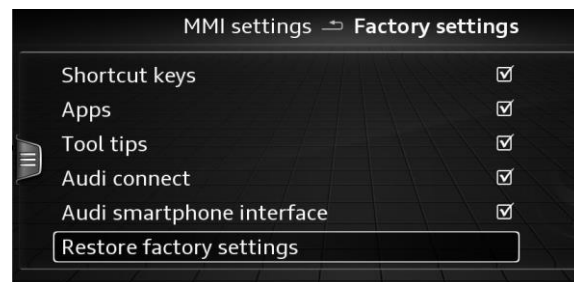 MMI settings Factory settings
Shortcut keys
Apps
Tool tips
Audi connect
Audi smartphone interface
Restore factory settings